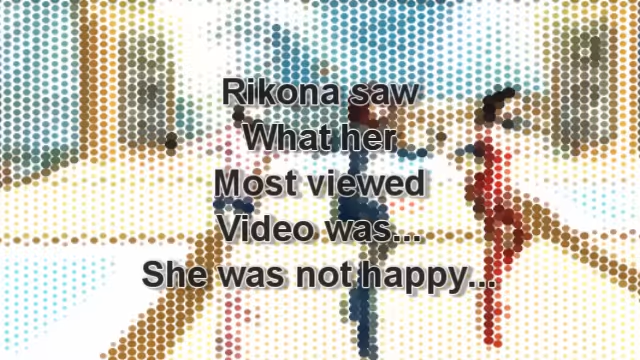 Rikona saw
What her
Most viewed
Video was...
She was not happy...